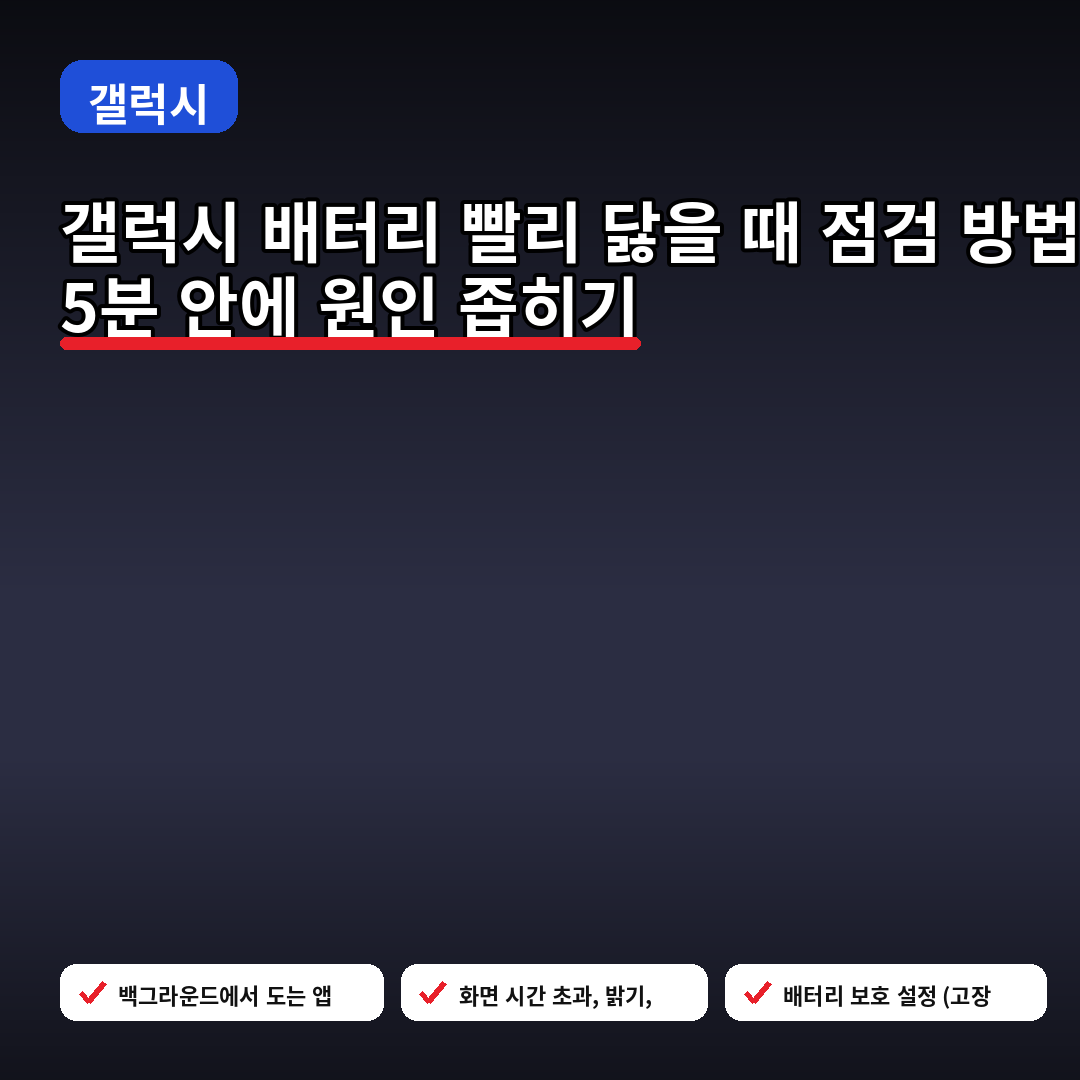 갤럭시
갤럭시 배터리 빨리 닳을 때 점검 방법
5분 안에 원인 좁히기
백그라운드에서 도는 앱
화면 시간 초과, 밝기,
배터리 보호 설정 (고장